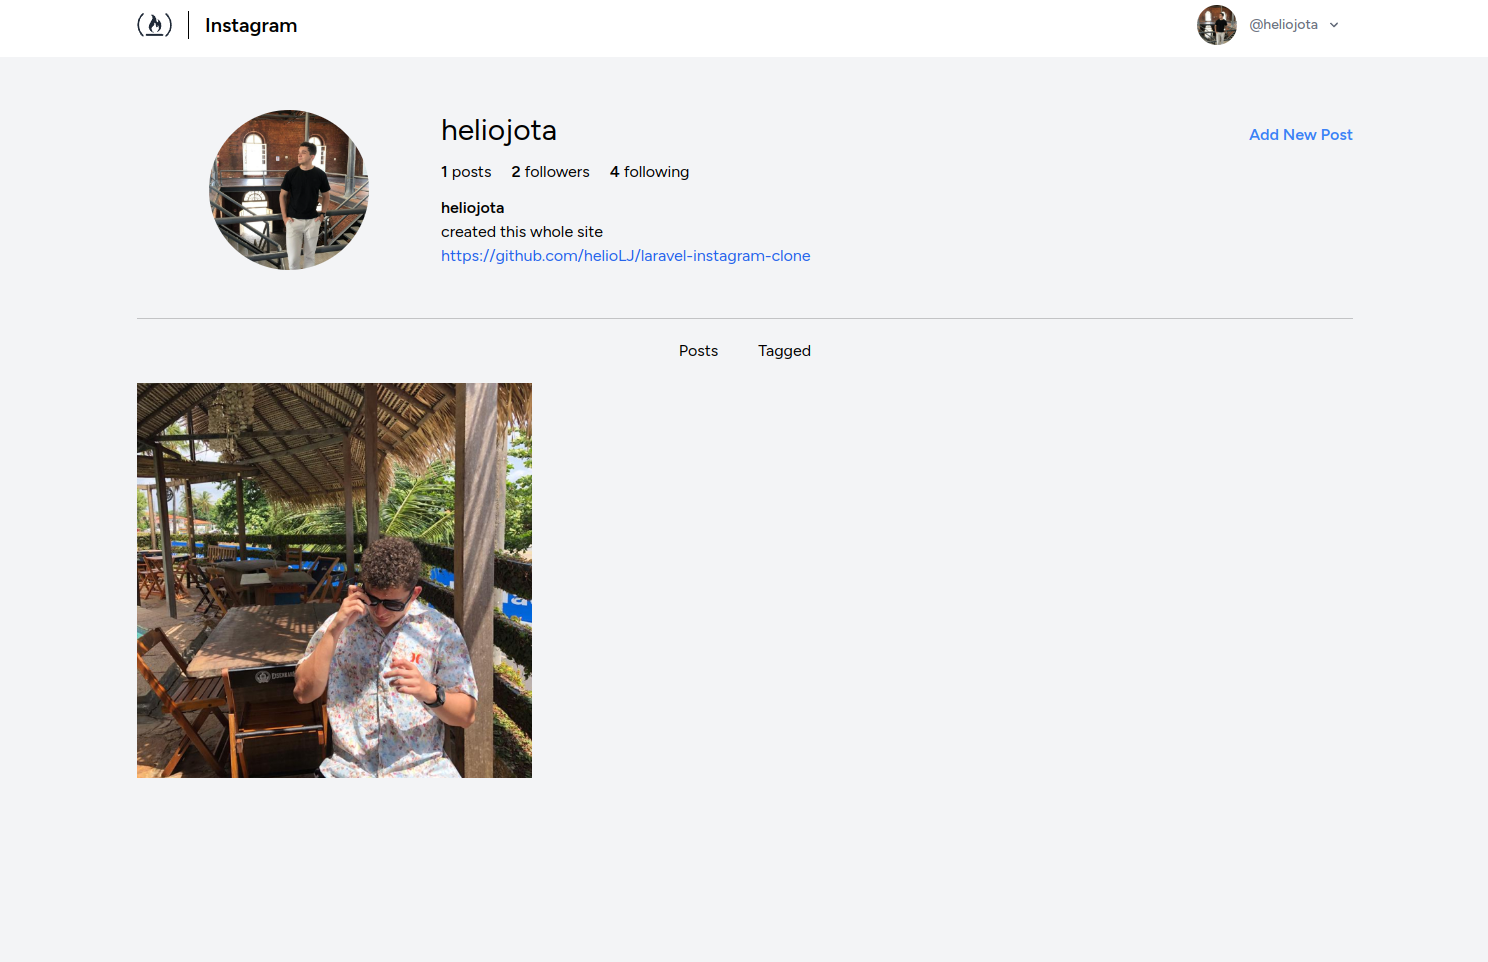 Instagram
@heliojota
heliojota
Add New Post
1 posts 2 followers 4 following
heliojota
created this whole site
https://github.com/helioLJ/laravel-instagram-clone
Posts Tagged